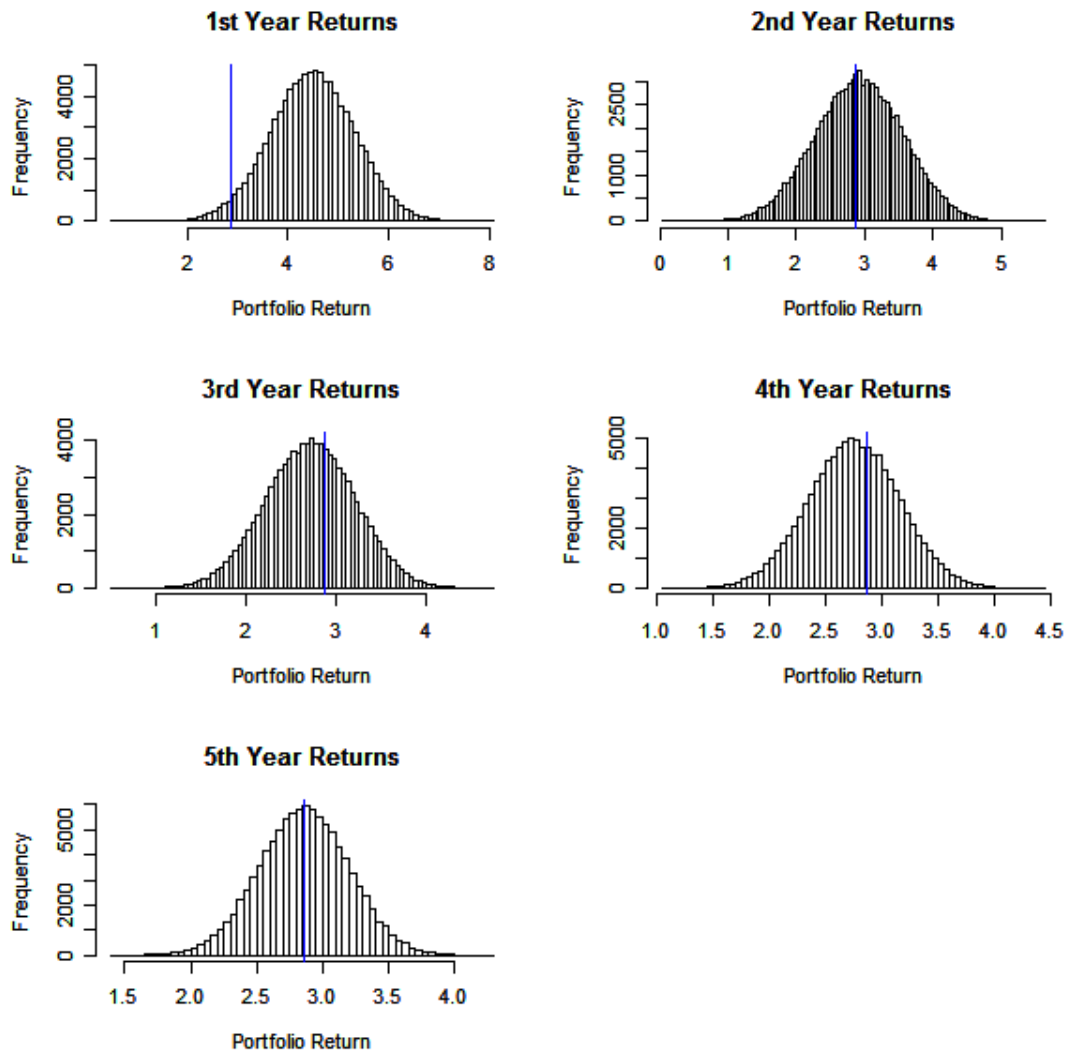 1st Year Returns
Frequency
0 2000 4000
2 4 6 8
Portfolio Return
2nd Year Returns
Frequency
0 1000 2500
0 1 2 3 4 5
Portfolio Return
3rd Year Returns
Frequency
0 2000 4000
1 2 3 4
Portfolio Return
4th Year Returns
Frequency
0 2000 5000
1.0 1.5 2.0 2.5 3.0 3.5 4.0 4.5
Portfolio Return
5th Year Returns
Frequency
0 2000 5000
1.5 2.0 2.5 3.0 3.5 4.0
Portfolio Return